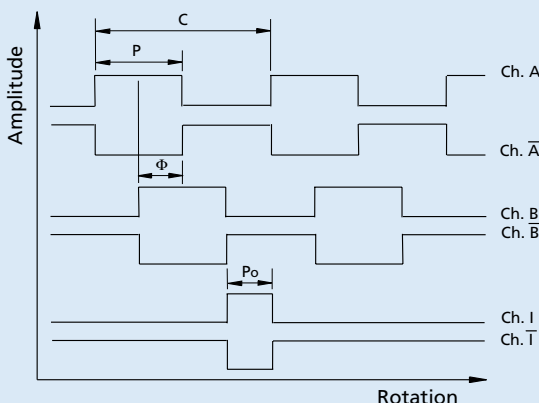 C
P
Ch. A
Amplitude
Ch. A̅
Φ
Ch. B
Ch. B̅
Po
Ch. I
Ch. I̅
Rotation